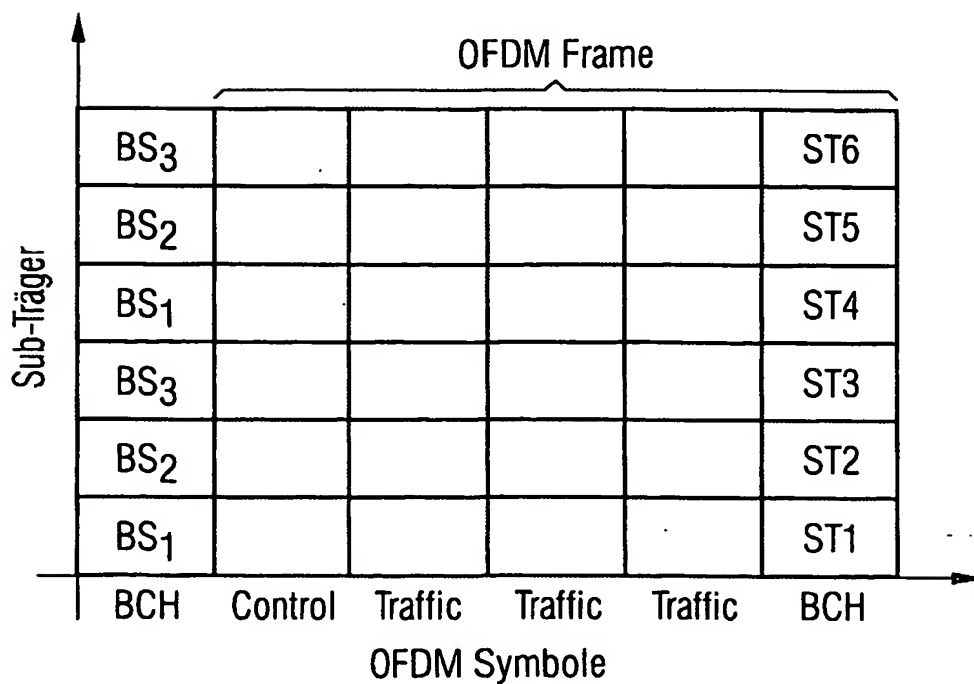 OFDM Frame
Sub-Träger
BS3 ST6
BS2 ST5
BS1 ST4
BS3 ST3
BS2 ST2
BS1 ST1
BCH Control Traffic Traffic Traffic BCH
OFDM Symbole